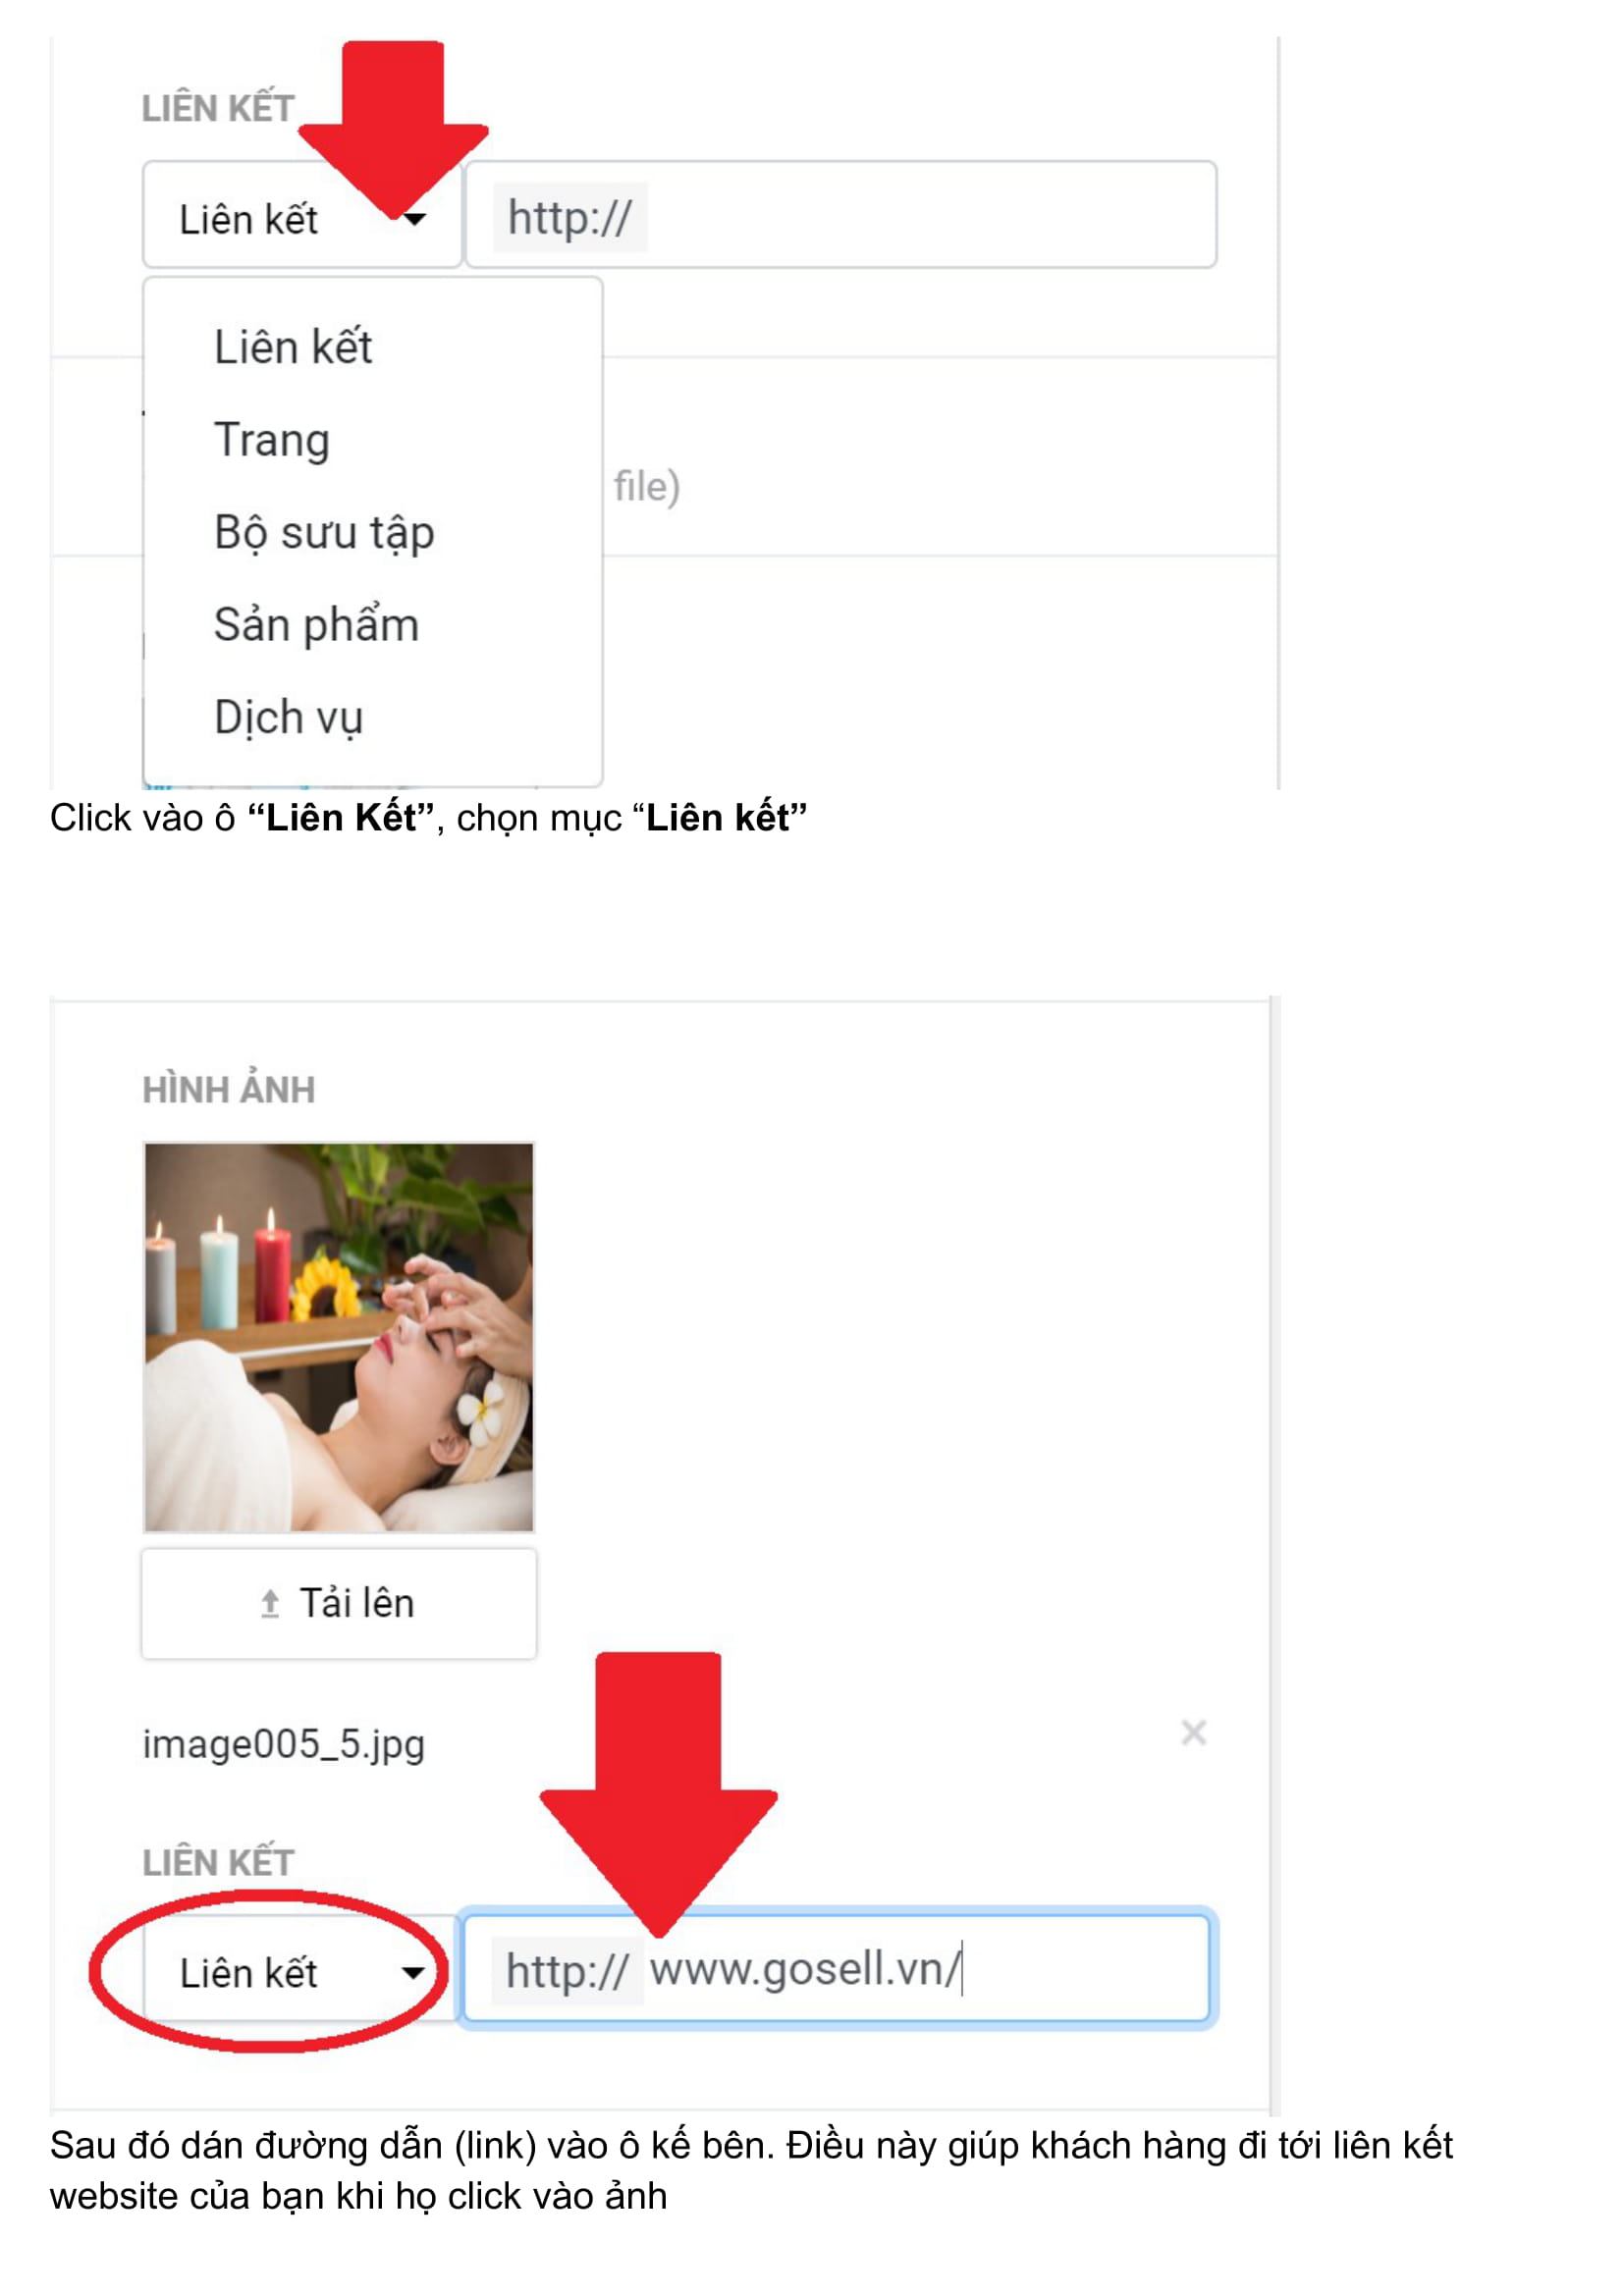 LIÊN KẾT
Liên kết http://
Liên kết
Trang
file)
Bộ sưu tập
Sản phẩm
Dịch vụ
Click vào ô “Liên Kết”, chọn mục “Liên kết”
HÌNH ẢNH
Tải lên
image005_5.jpg
LIÊN KẾT
Liên kết http:// www.gosell.vn/
Sau đó dán đường dẫn (link) vào ô kế bên. Điều này giúp khách hàng đi tới liên kết
website của bạn khi họ click vào ảnh